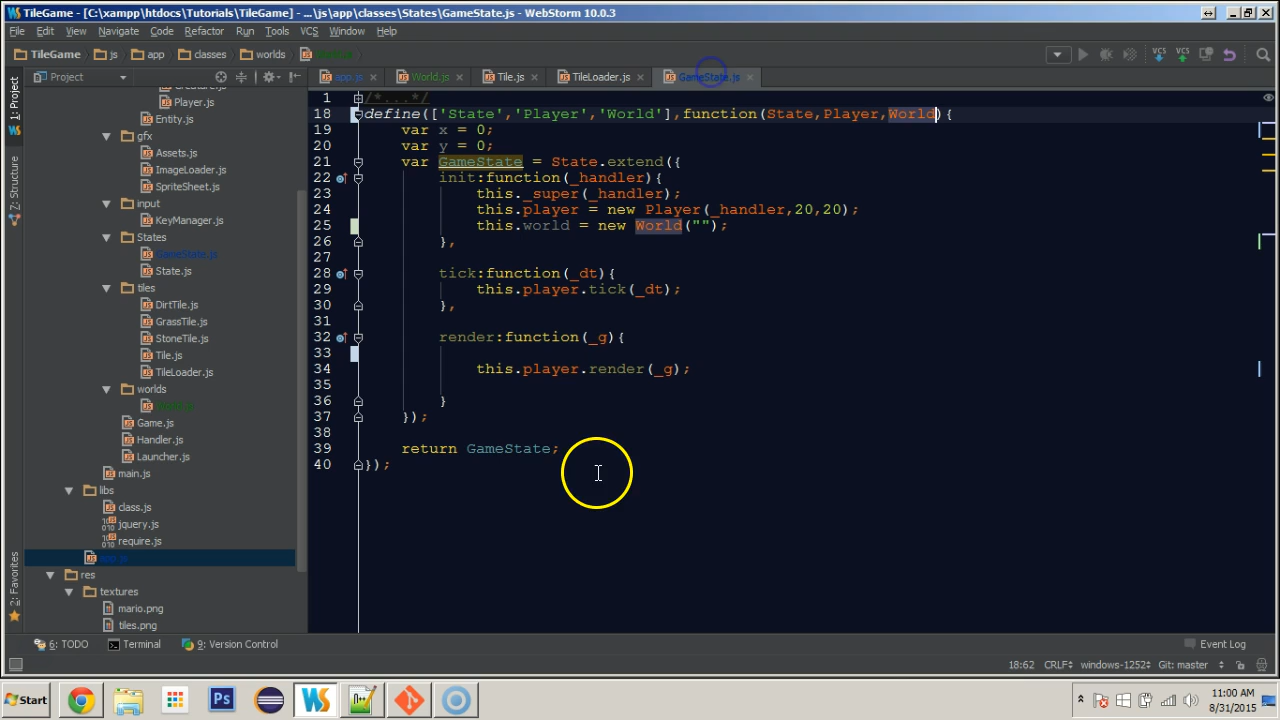 TileGame - [C:\xampp\htdocs\Tutorials\TileGame] - ...\js\app\classes\States\GameState.js - WebStorm 10.0.3
File Edit View Navigate Code Refactor Run Tools VCS Window Help
TileGame js app classes worlds
VCS VCS
Project
app.js World.js Tile.js TileLoader.js GameState.js
1: Project
7: Structure
2: Favorites
Player.js
Entity.js
gfx
Assets.js
ImageLoader.js
SpriteSheet.js
input
KeyManager.js
States
GameState.js
State.js
tiles
DirtTile.js
GrassTile.js
StoneTile.js
Tile.js
TileLoader.js
worlds
World.js
Game.js
Handler.js
Launcher.js
main.js
libs
class.js
jquery.js
require.js
app.js
res
textures
mario.png
tiles.png
1 /*...*/
18 define(['State','Player','World'],function(State,Player,World){
19 var x = 0;
20 var y = 0;
21 var GameState = State.extend({
22 init:function(_handler){
23 this._super(_handler);
24 this.player = new Player(_handler,20,20);
25 this.world = new World("");
26 },
27
28 tick:function(_dt){
29 this.player.tick(_dt);
30 },
31
32 render:function(_g){
33
34 this.player.render(_g);
35
36 }
37 });
38
39 return GameState;
40 });
6: TODO Terminal 9: Version Control Event Log
18:62 CRLF windows-1252 Git: master
Start Ps WS N++ 11:00 AM
8/31/2015